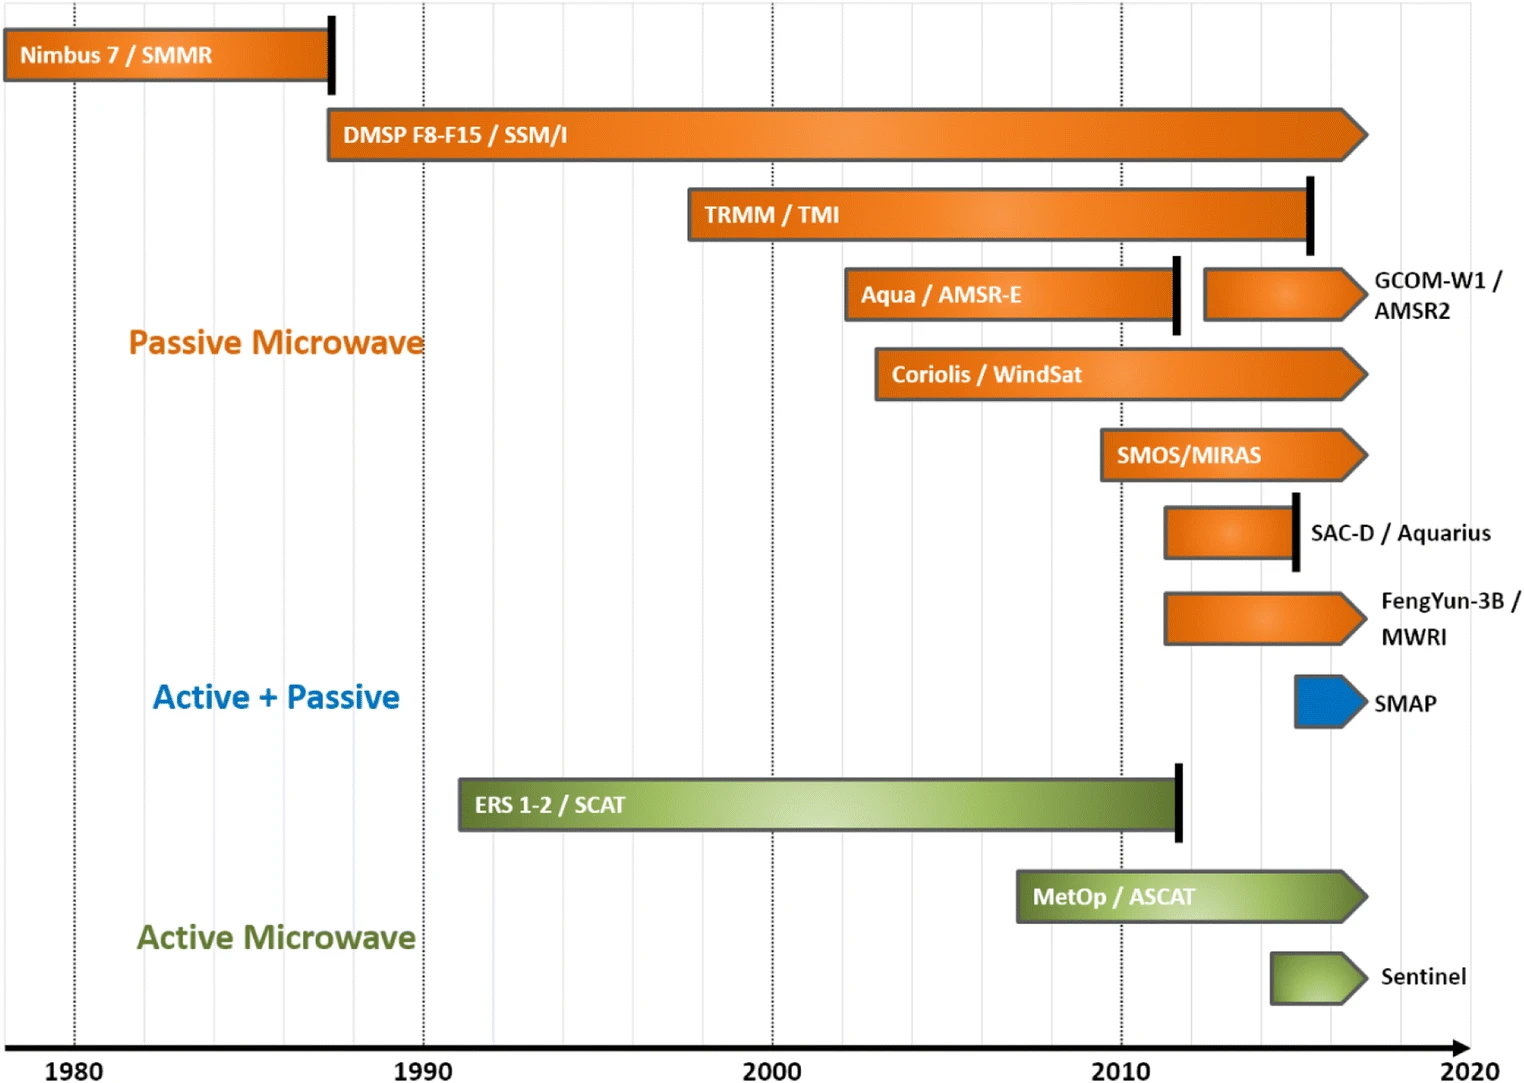 Nimbus 7 / SMMR
DMSP F8-F15 / SSM/I
TRMM / TMI
Aqua / AMSR-E
GCOM-W1 /
AMSR2
Passive Microwave
Coriolis / WindSat
SMOS/MIRAS
SAC-D / Aquarius
FengYun-3B /
MWRI
Active + Passive
SMAP
ERS 1-2 / SCAT
MetOp / ASCAT
Active Microwave
Sentinel
1980 1990 2000 2010 2020